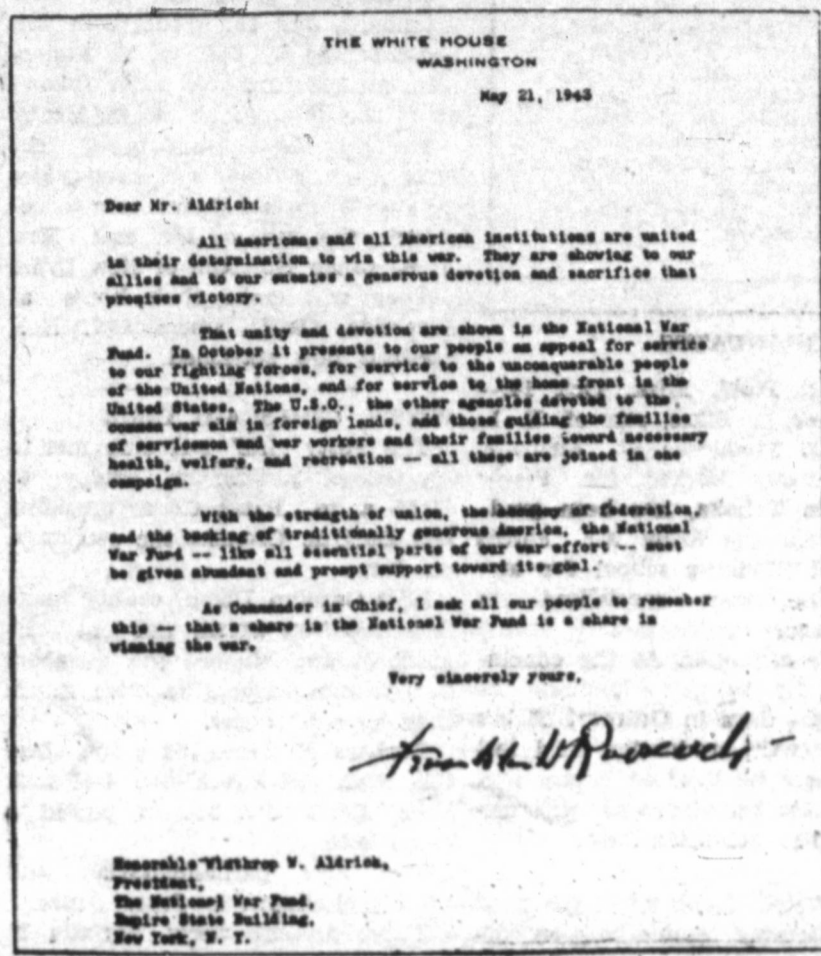 THE WHITE HOUSE
WASHINGTON
May 21, 1943
Dear Mr. Aldrich:
All Americans and all American institutions are united
in their determination to win this war. They are showing to our
allies and to our enemies a generous devotion and sacrifice that
promises victory.
That unity and devotion are shown in the National War
Fund. In October it presents to our people an appeal for service
to our fighting forces, for service to the unconquerable people
of the United Nations, and for service to the home front in the
United States. The U.S.O., the other agencies devoted to the
common war aim in foreign lands, and those guiding the families
of servicemen and war workers and their families toward necessary
health, welfare, and recreation -- all these are joined in one
campaign.
With the strength of union, the of federation,
and the backing of traditionally generous America, the National
War Fund -- like all essential parts of our war effort -- must
be given abundant and prompt support toward its goal.
As Commander in Chief, I ask all our people to remember
this -- that a share in the National War Fund is a share in
winning the war.
Very sincerely yours,
Franklin D Roosevelt
Honorable Winthrop W. Aldrich,
President,
The National War Fund,
Empire State Building,
New York, N. Y.